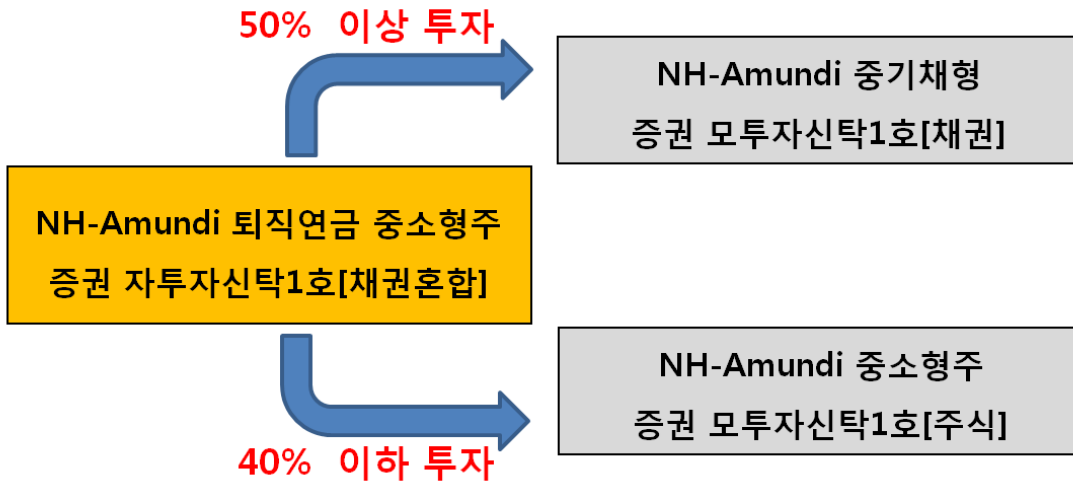 50% 이상 투자
NH-Amundi 중기채형
증권 모투자신탁1호[채권]
NH-Amundi 퇴직연금 중소형주
증권 자투자신탁1호[채권혼합]
NH-Amundi 중소형주
증권 모투자신탁1호[주식]
40% 이하 투자